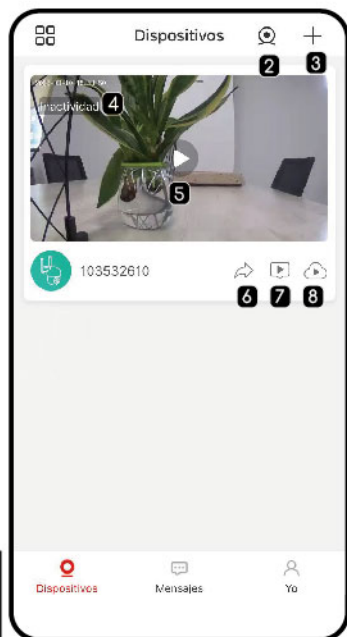 Dispositivos
2
3
Inactividad
4
5
103532610
6
7
8
Dispositivos
Mensajes
Yo